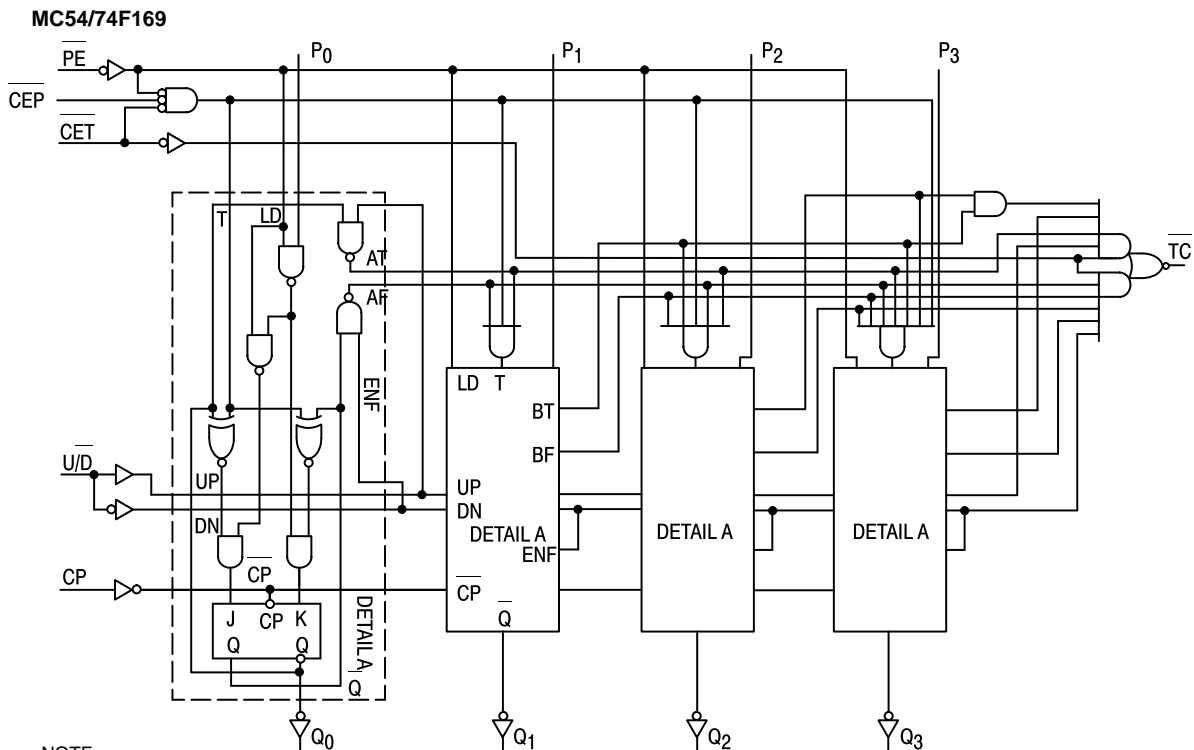 MC54/74F169
PE
P0
P1
P2
P3
CEP
CET
T
LD
AT
AF
TC
ENF
LD T
BT
BF
U/D
UP
UP
DN
DN
DETAIL A
ENF
DETAIL A
DETAIL A
CP
CP
CP
J CP K
Q Q
DETAIL A
Q
Q
Q0
Q1
Q2
Q3
NOTE